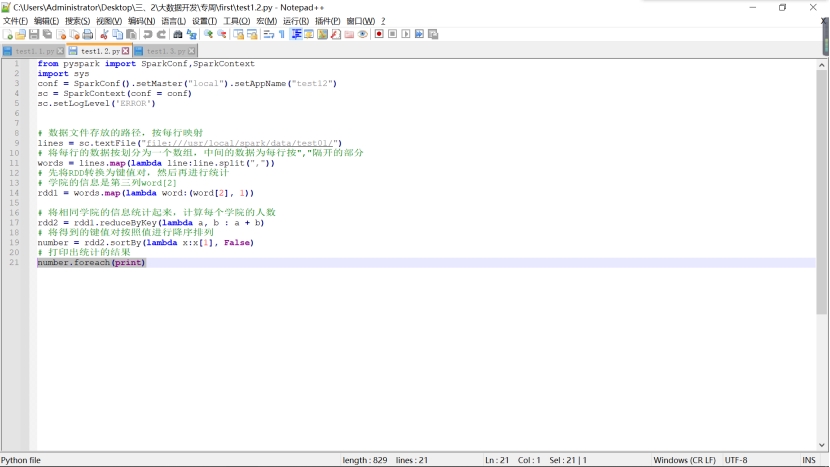 C:\Users\Administrator\Desktop\三、2\大数据开发\专周\first\test1.2.py - Notepad++
文件(F) 编辑(E) 搜索(S) 视图(V) 编码(N) 语言(L) 设置(T) 工具(O) 宏(M) 运行(R) 插件(P) 窗口(W) ?
test1.1.py test1.2.py test1.3.py
1 from pyspark import SparkConf,SparkContext
2 import sys
3 conf = SparkConf().setMaster("local").setAppName("test12")
4 sc = SparkContext(conf = conf)
5 sc.setLogLevel('ERROR')
6
7
8 # 数据文件存放的路径，按每行映射
9 lines = sc.textFile("file:///usr/local/spark/data/test01/")
10 # 将每行的数据按划分为一个数组，中间的数据为每行按","隔开的部分
11 words = lines.map(lambda line:line.split(","))
12 # 先将RDD转换为键值对，然后再进行统计
13 # 学院的信息是第三列word[2]
14 rdd1 = words.map(lambda word:(word[2], 1))
15
16 # 将相同学院的信息统计起来，计算每个学院的人数
17 rdd2 = rdd1.reduceByKey(lambda a, b : a + b)
18 # 将得到的键值对按照值进行降序排列
19 number = rdd2.sortBy(lambda x:x[1], False)
20 # 打印出统计的结果
21 number.foreach(print)
Python file length : 829 lines : 21 Ln : 21 Col : 1 Sel : 21 | 1 Windows (CR LF) UTF-8 INS